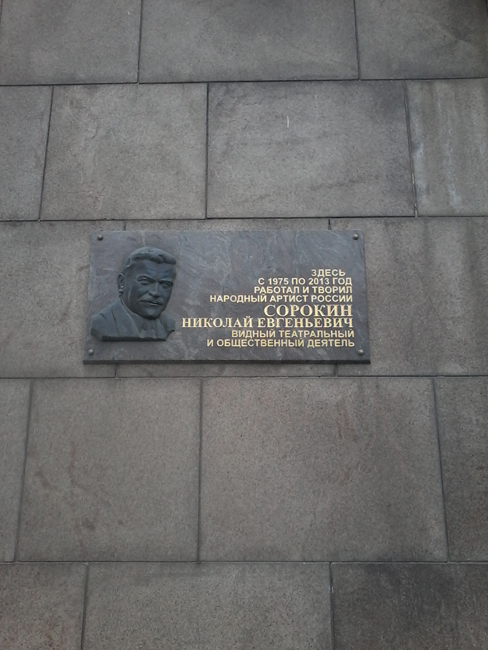 ЗДЕСЬ
С 1975 ПО 2013 ГОД
РАБОТАЛ И ТВОРИЛ
НАРОДНЫЙ АРТИСТ РОССИИ
СОРОКИН
НИКОЛАЙ ЕВГЕНЬЕВИЧ
ВИДНЫЙ ТЕАТРАЛЬНЫЙ
И ОБЩЕСТВЕННЫЙ ДЕЯТЕЛЬ